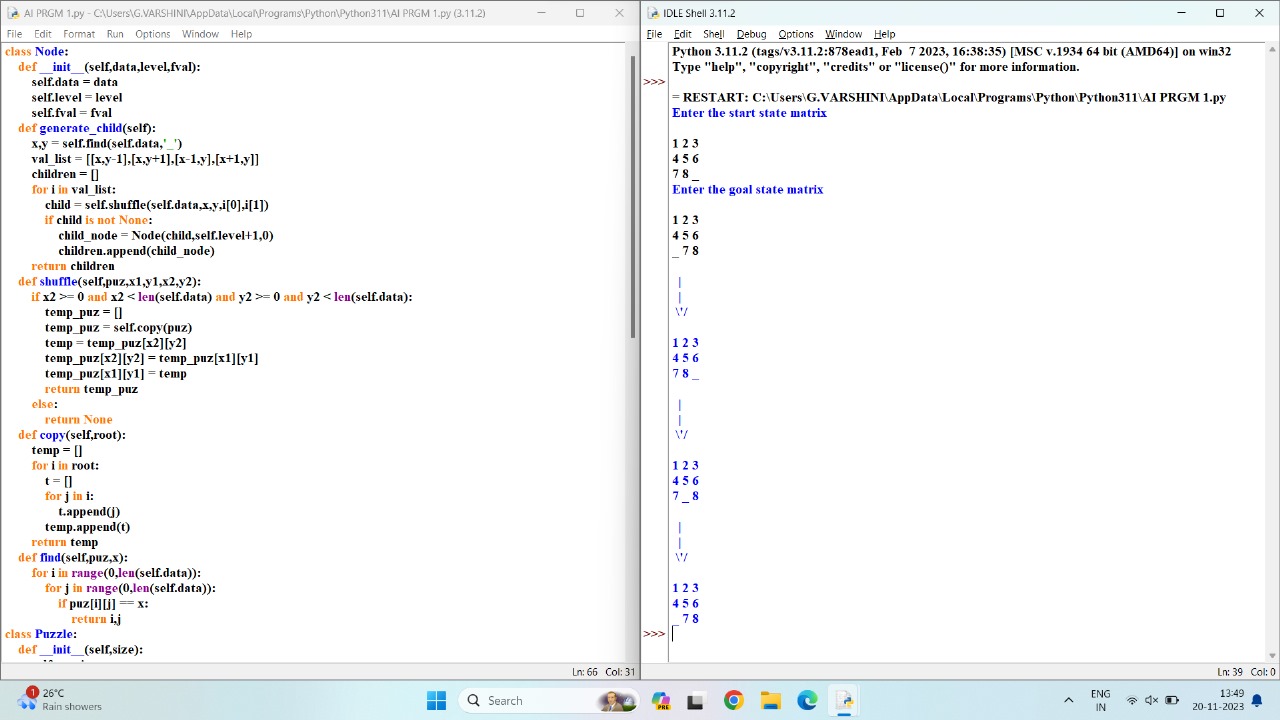 AI PRGM 1.py - C:\Users\G.VARSHINI\AppData\Local\Programs\Python\Python311\AI PRGM 1.py (3.11.2)
File Edit Format Run Options Window Help
class Node:
def __init__(self,data,level,fval):
self.data = data
self.level = level
self.fval = fval
def generate_child(self):
x,y = self.find(self.data,'_')
val_list = [[x,y-1],[x,y+1],[x-1,y],[x+1,y]]
children = []
for i in val_list:
child = self.shuffle(self.data,x,y,i[0],i[1])
if child is not None:
child_node = Node(child,self.level+1,0)
children.append(child_node)
return children
def shuffle(self,puz,x1,y1,x2,y2):
if x2 >= 0 and x2 < len(self.data) and y2 >= 0 and y2 < len(self.data):
temp_puz = []
temp_puz = self.copy(puz)
temp = temp_puz[x2][y2]
temp_puz[x2][y2] = temp_puz[x1][y1]
temp_puz[x1][y1] = temp
return temp_puz
else:
return None
def copy(self,root):
temp = []
for i in root:
t = []
for j in i:
t.append(j)
temp.append(t)
return temp
def find(self,puz,x):
for i in range(0,len(self.data)):
for j in range(0,len(self.data)):
if puz[i][j] == x:
return i,j
class Puzzle:
def __init__(self,size):
Ln: 66 Col: 31
IDLE Shell 3.11.2
File Edit Shell Debug Options Window Help
Python 3.11.2 (tags/v3.11.2:878ead1, Feb 7 2023, 16:38:35) [MSC v.1934 64 bit (AMD64)] on win32
Type "help", "copyright", "credits" or "license()" for more information.
>>>
= RESTART: C:\Users\G.VARSHINI\AppData\Local\Programs\Python\Python311\AI PRGM 1.py
Enter the start state matrix
1 2 3
4 5 6
7 8 _
Enter the goal state matrix
1 2 3
4 5 6
_ 7 8
|
|
\'/
1 2 3
4 5 6
7 8 _
|
|
\'/
1 2 3
4 5 6
7 _ 8
|
|
\'/
1 2 3
4 5 6
_ 7 8
>>>
Ln: 39 Col: 0
1
26°C
Rain showers
Search
PRE
ENG
IN
13:49
20-11-2023